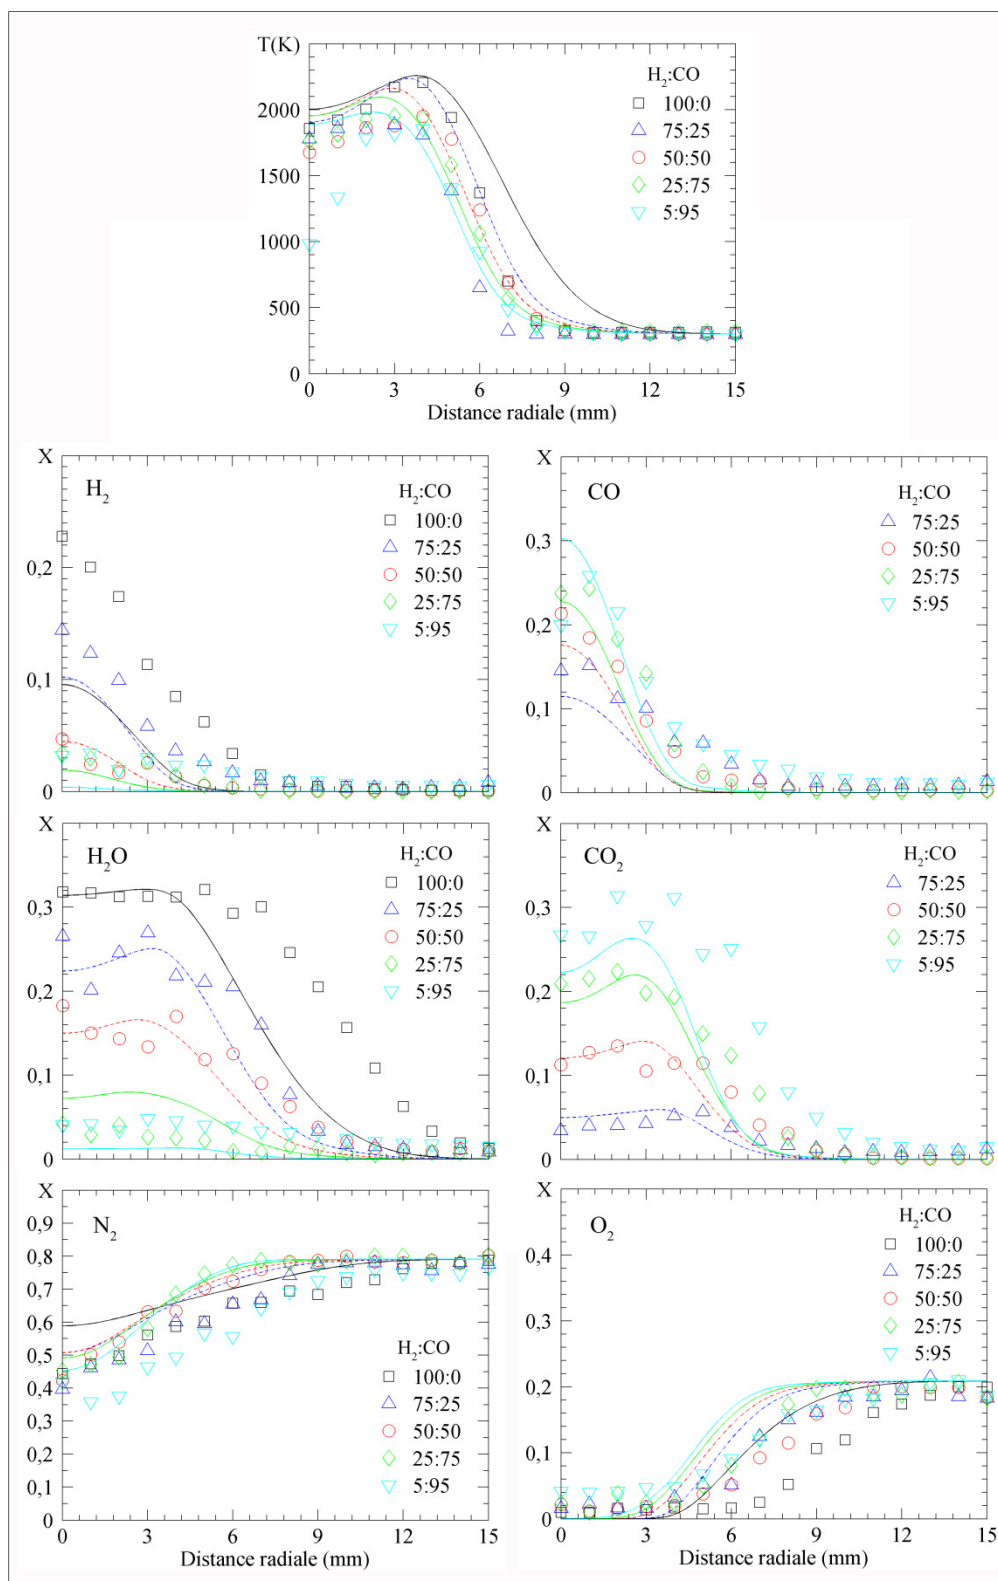 T(K)
H₂:CO
100:0
75:25
50:50
25:75
5:95
2000
1500
1000
500
0
0 3 6 9 12 15
Distance radiale (mm)
X
H₂
H₂:CO
100:0
75:25
50:50
25:75
5:95
0,2
0,1
0
X
CO
H₂:CO
75:25
50:50
25:75
5:95
0,3
0,2
0,1
0
X
H₂O
H₂:CO
100:0
75:25
50:50
25:75
5:95
0,3
0,2
0,1
0
X
CO₂
H₂:CO
75:25
50:50
25:75
5:95
0,3
0,2
0,1
0
X
N₂
0,9
0,8
0,7
0,6
0,5
0,4
0,3
0,2
0,1
0
H₂:CO
100:0
75:25
50:50
25:75
5:95
0 3 6 9 12 15
Distance radiale (mm)
X
O₂
H₂:CO
100:0
75:25
50:50
25:75
5:95
0,4
0,2
0
0 3 6 9 12 15
Distance radiale (mm)